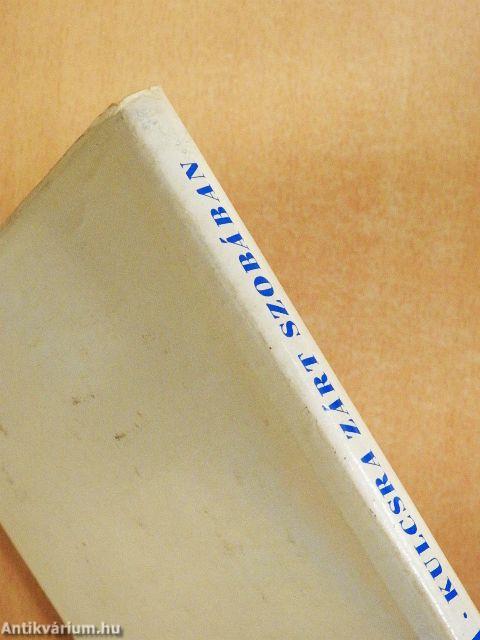 · KULCSRA ZÁRT SZOBÁBAN
Antikvárium.hu